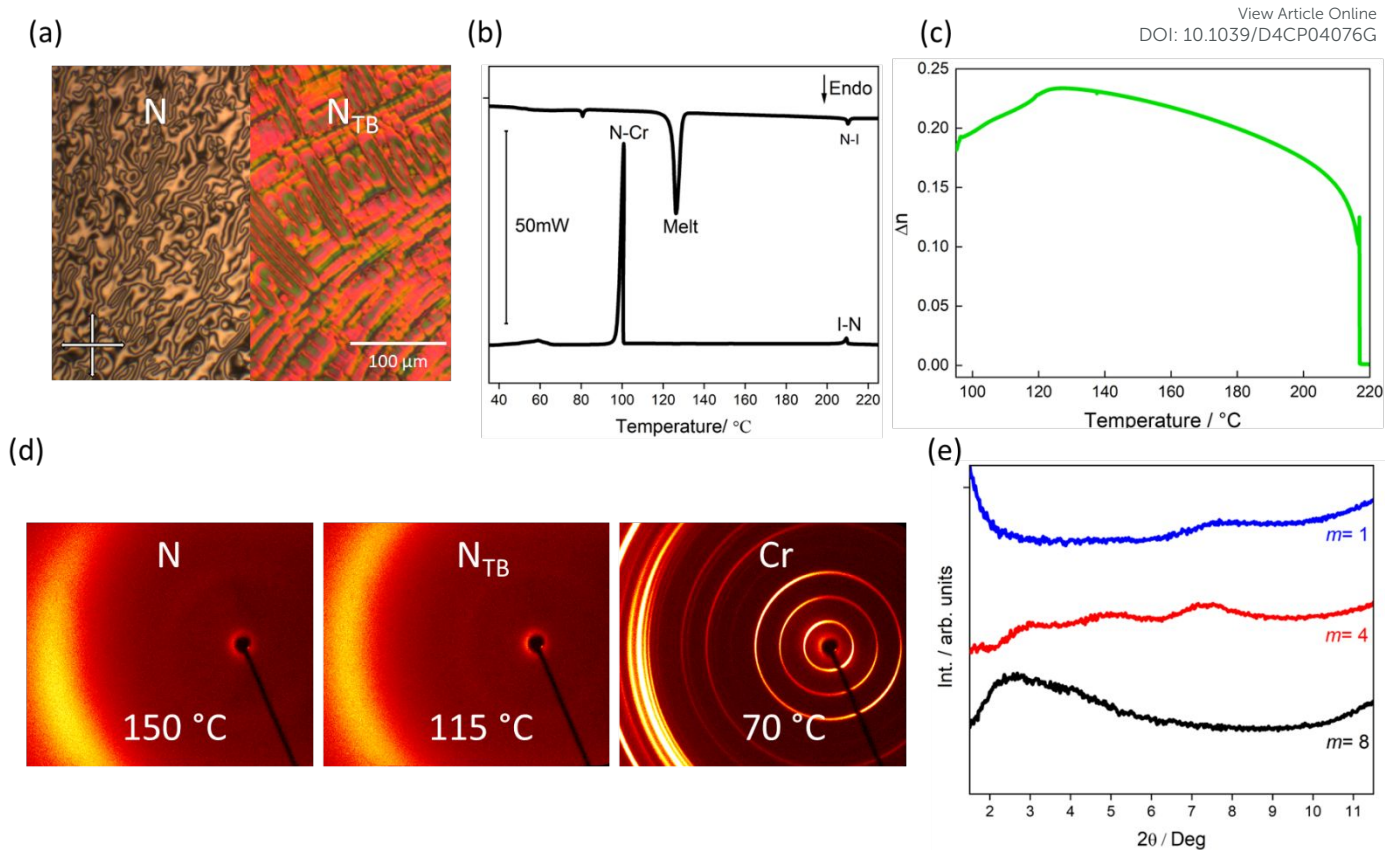 View Article Online
DOI: 10.1039/D4CP04076G
(a)
N
NTB
100 µm
(b)
Endo
N-Cr
N-I
50mW
Melt
I-N
40 60 80 100 120 140 160 180 200 220
Temperature/ °C
(c)
0.25
0.20
0.15
0.10
0.05
0.00
Δn
100 120 140 160 180 200 220
Temperature / °C
(d)
N
150 °C
NTB
115 °C
Cr
70 °C
(e)
Int. / arb. units
m= 1
m= 4
m= 8
2 3 4 5 6 7 8 9 10 11
2θ / Deg